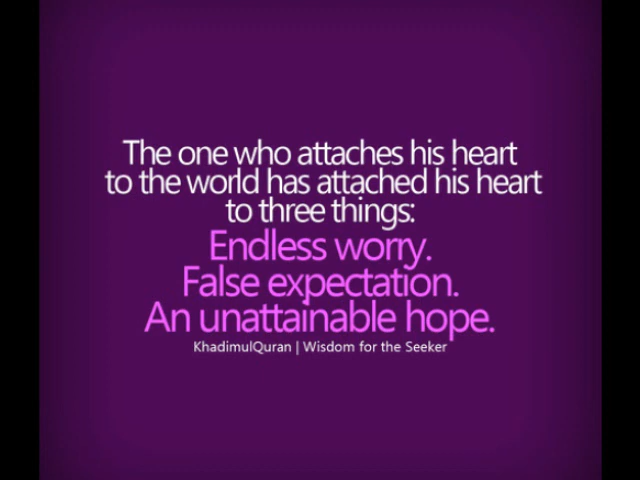 The one who attaches his heart
to the world has attached his heart
to three things:
Endless worry.
False expectation.
An unattainable hope.
KhadimulQuran | Wisdom for the Seeker